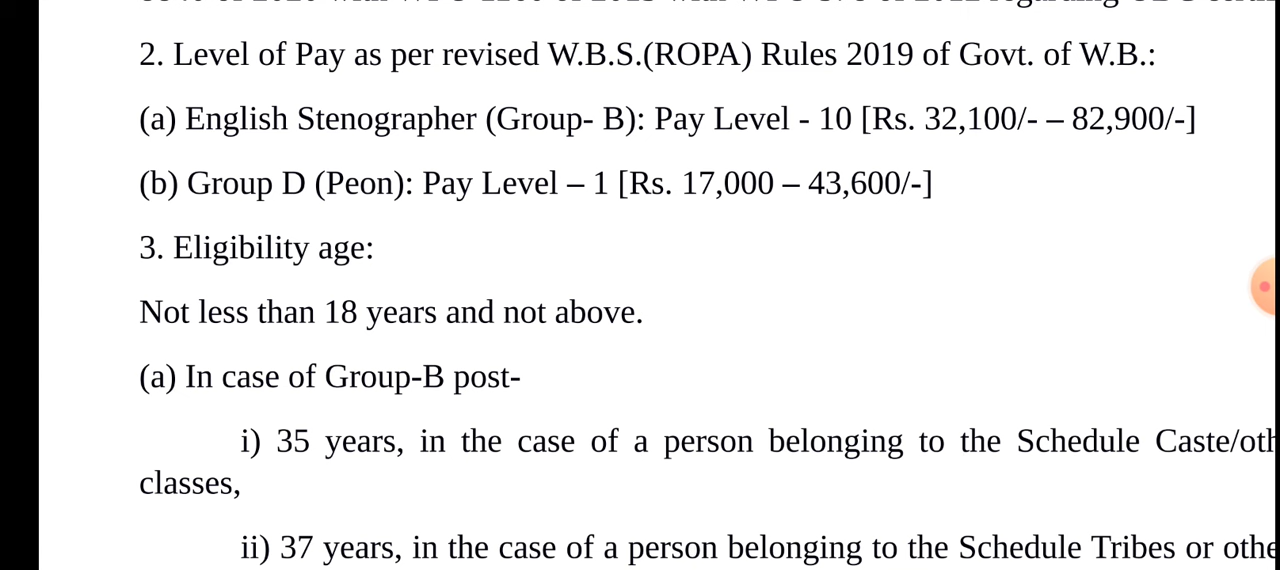 2. Level of Pay as per revised W.B.S.(ROPA) Rules 2019 of Govt. of W.B.:
(a) English Stenographer (Group- B): Pay Level - 10 [Rs. 32,100/- – 82,900/-]
(b) Group D (Peon): Pay Level – 1 [Rs. 17,000 – 43,600/-]
3. Eligibility age:
Not less than 18 years and not above.
(a) In case of Group-B post-
i) 35 years, in the case of a person belonging to the Schedule Caste/oth
classes,
ii) 37 years, in the case of a person belonging to the Schedule Tribes or othe